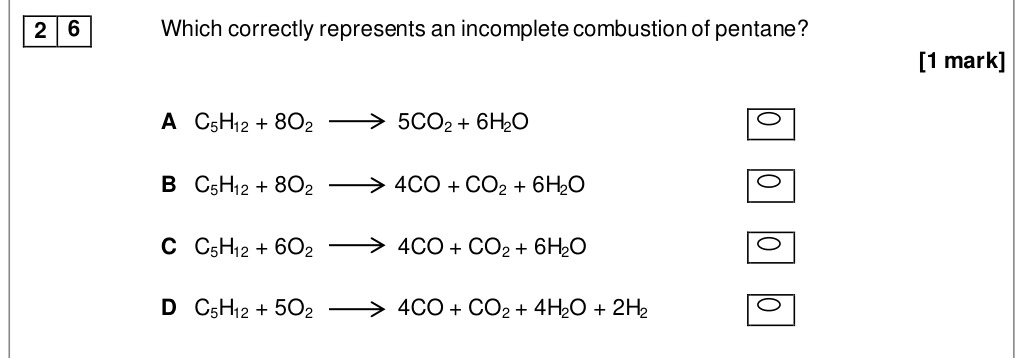 2 6 Which correctly represents an incomplete combustion of pentane?
[1 mark]
A C₅H₁₂ + 8O₂ ⟶ 5CO₂ + 6H₂O
B C₅H₁₂ + 8O₂ ⟶ 4CO + CO₂ + 6H₂O
C C₅H₁₂ + 6O₂ ⟶ 4CO + CO₂ + 6H₂O
D C₅H₁₂ + 5O₂ ⟶ 4CO + CO₂ + 4H₂O + 2H₂